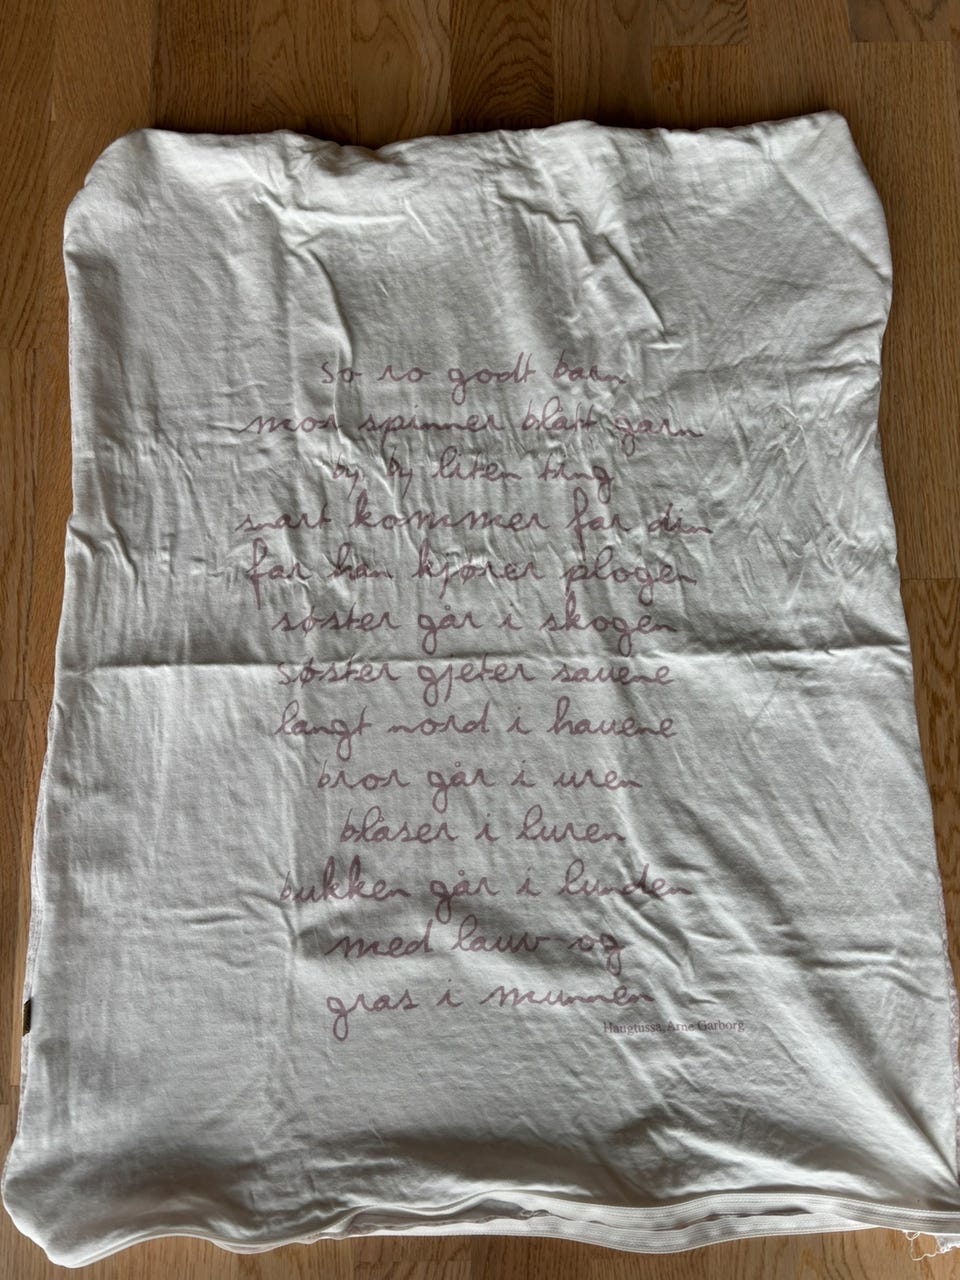 so ro godt barn
mor spinner blått garn
by, by liten ting
snart kommer far din
far han kjører plogen
søster går i skogen
søster gjeter sauene
langt nord i hauene
bror går i uren
blåser i luren
bukken går i lunden
med lauv og
gras i munnen
Haugtussa, Arne Garborg